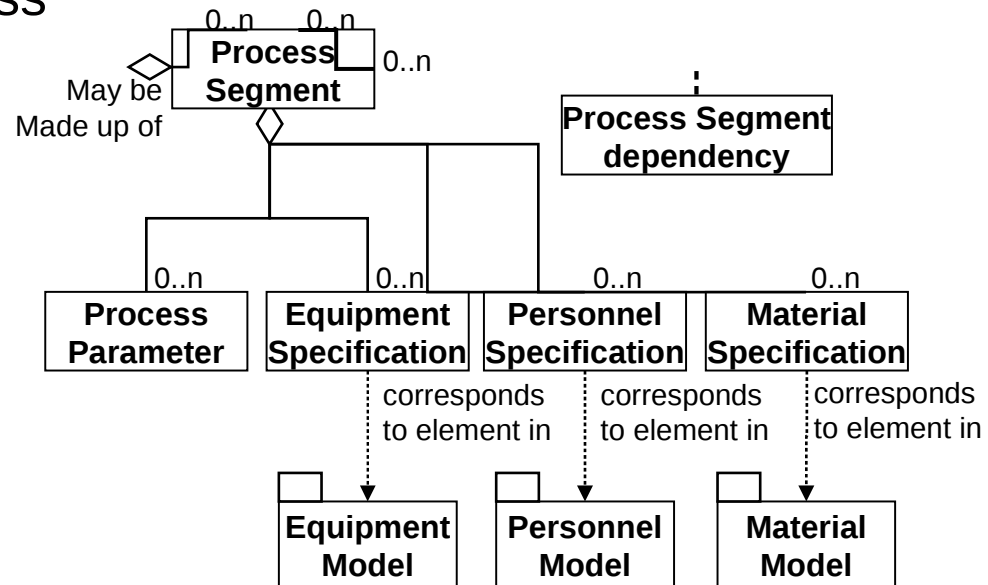 ss
0..n
0..n
Process
Segment
0..n
May be
Made up of
Process Segment
dependency
0..n
0..n
0..n
0..n
Process
Parameter
Equipment
Specification
Personnel
Specification
Material
Specification
corresponds
to element in
corresponds
to element in
corresponds
to element in
Equipment
Model
Personnel
Model
Material
Model